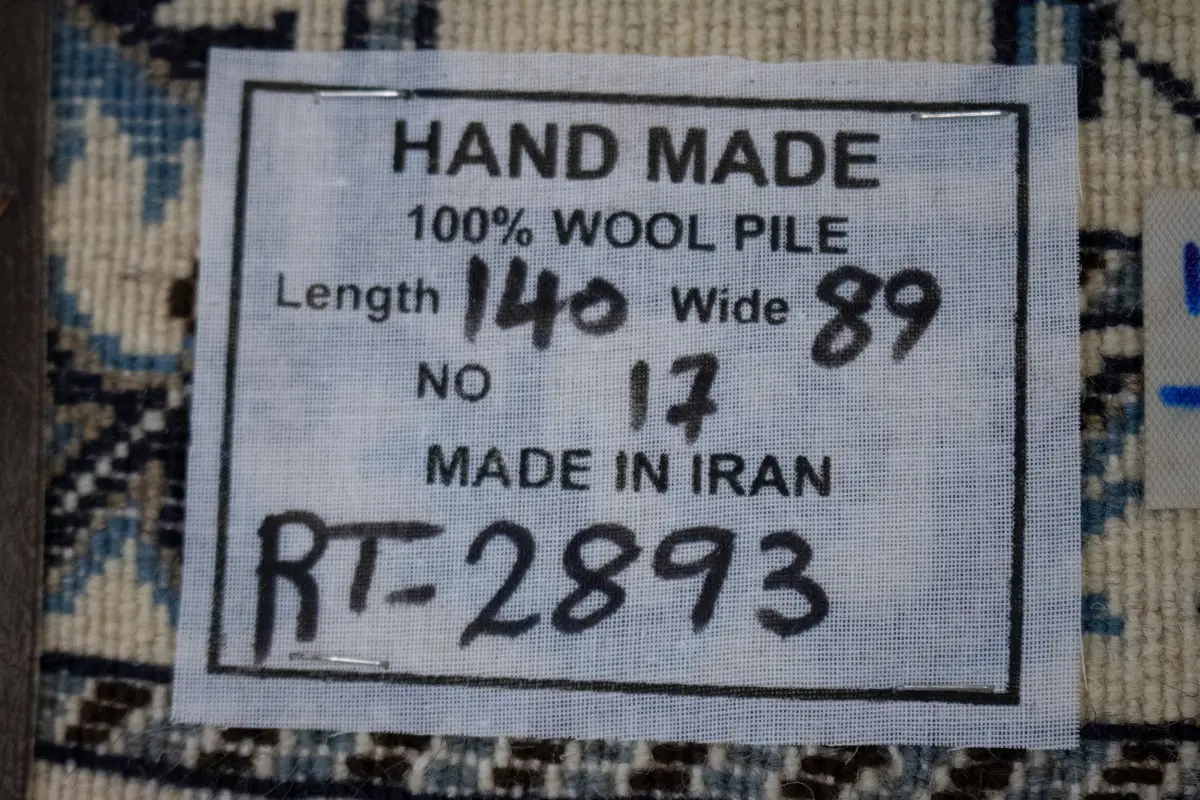 HAND MADE
100% WOOL PILE
Length 140 Wide 89
NO 17
MADE IN IRAN
RT-2893